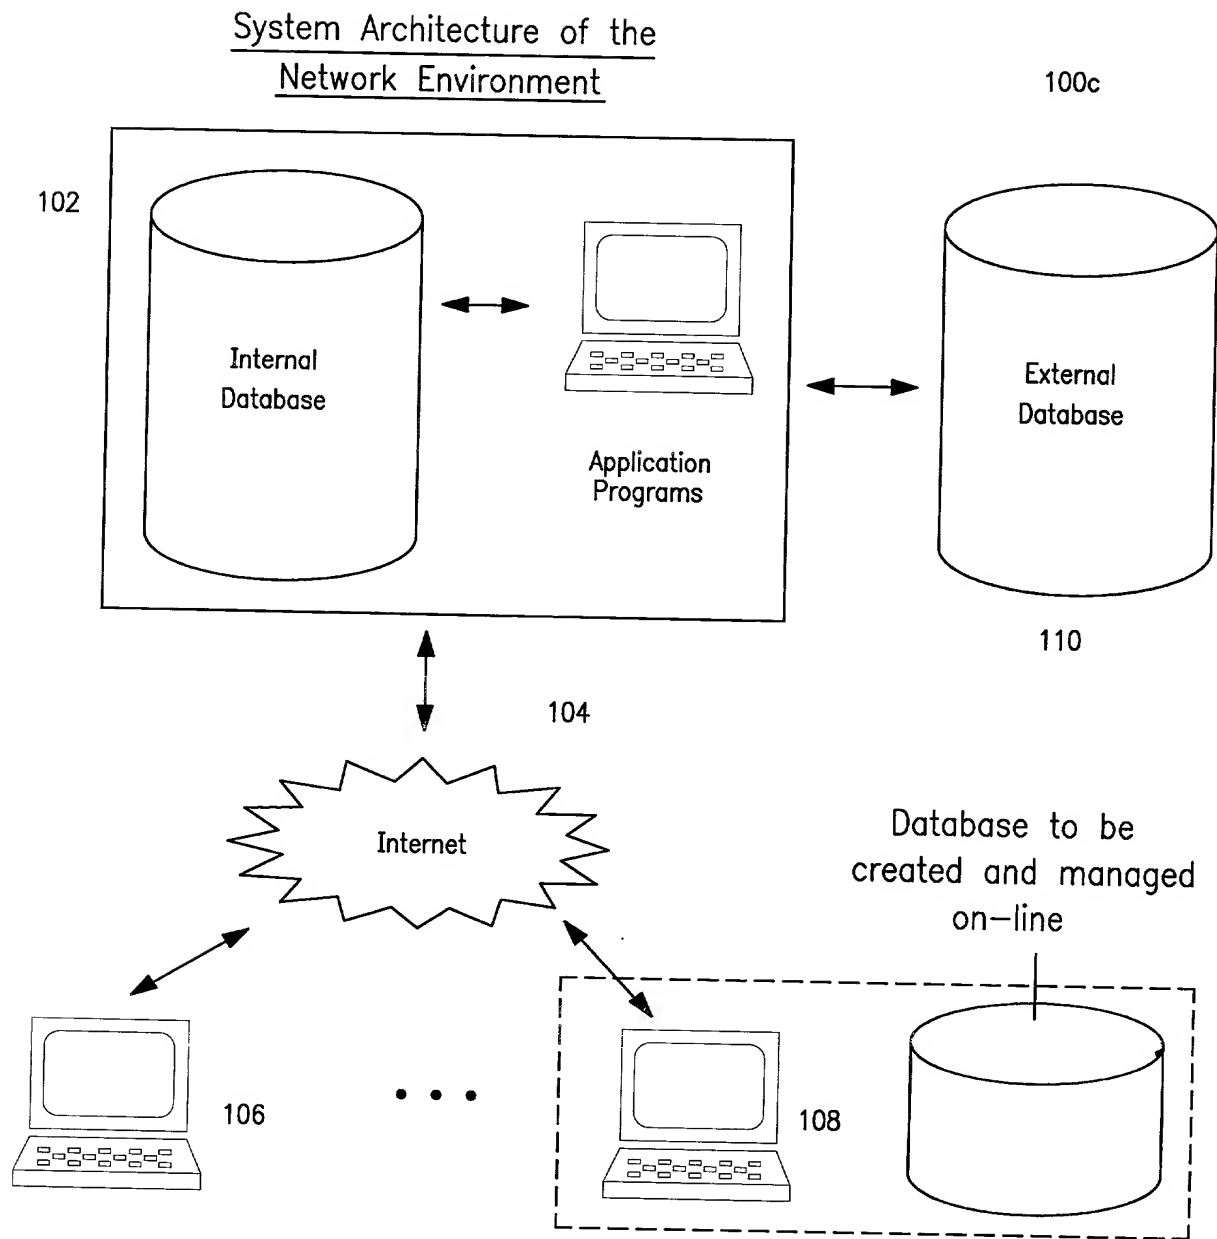 System Architecture of the
Network Environment
100c
102
Internal
Database
Application
Programs
External
Database
110
104
Internet
Database to be
created and managed
on-line
106
108